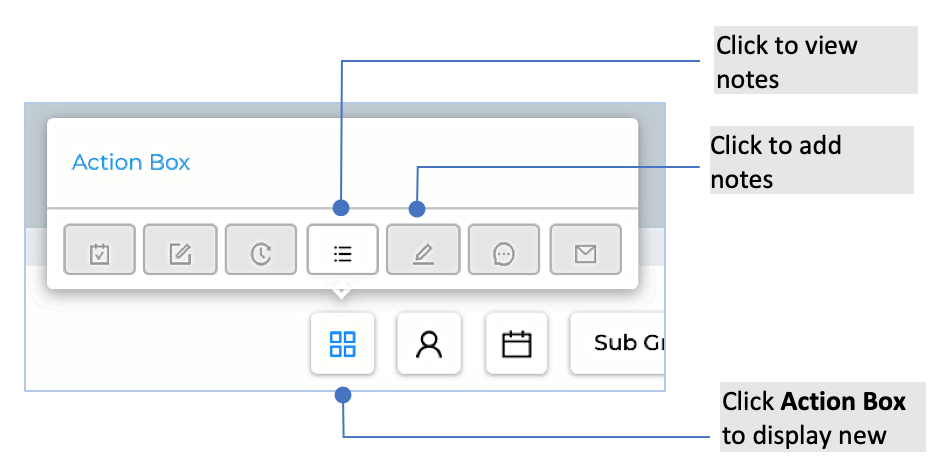 Click to view
notes
Click to add
notes
Action Box
Sub Gr
Click Action Box
to display new